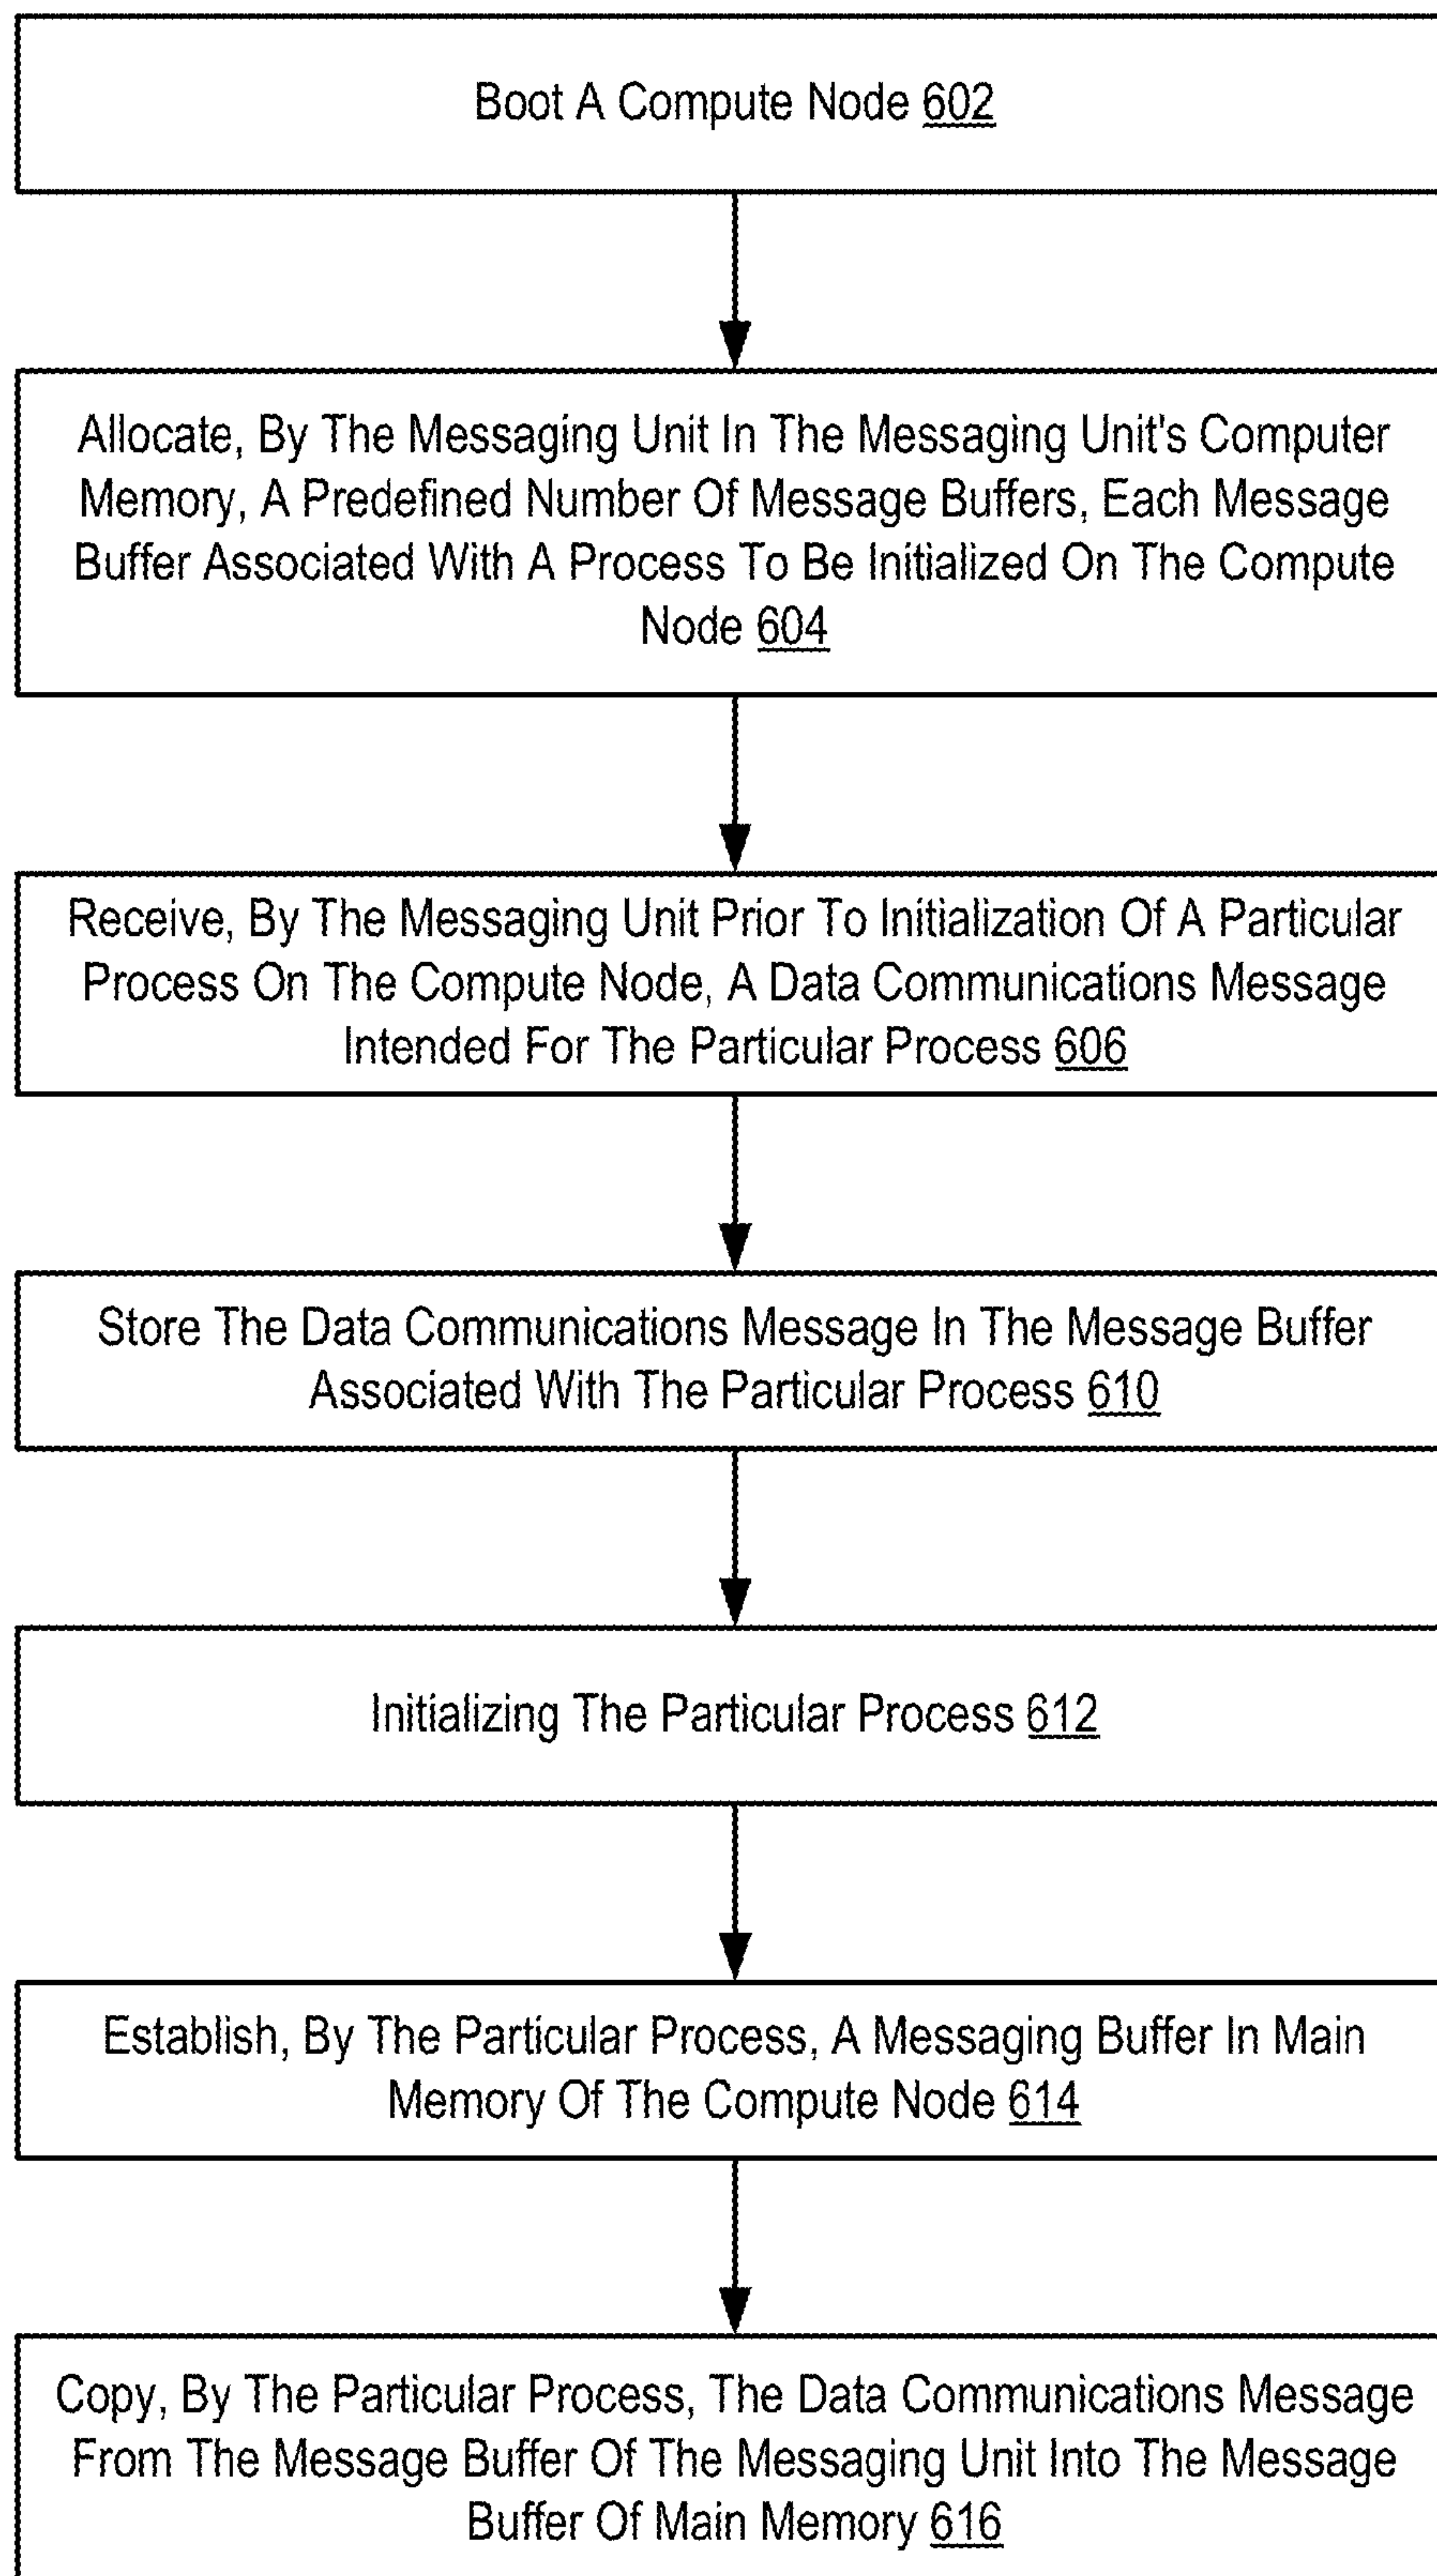 Boot A Compute Node 602
Allocate, By The Messaging Unit In The Messaging Unit's Computer
Memory, A Predefined Number Of Message Buffers, Each Message
Buffer Associated With A Process To Be Initialized On The Compute
Node 604
Receive, By The Messaging Unit Prior To Initialization Of A Particular
Process On The Compute Node, A Data Communications Message
Intended For The Particular Process 606
Store The Data Communications Message In The Message Buffer
Associated With The Particular Process 610
Initializing The Particular Process 612
Establish, By The Particular Process, A Messaging Buffer In Main
Memory Of The Compute Node 614
Copy, By The Particular Process, The Data Communications Message
From The Message Buffer Of The Messaging Unit Into The Message
Buffer Of Main Memory 616